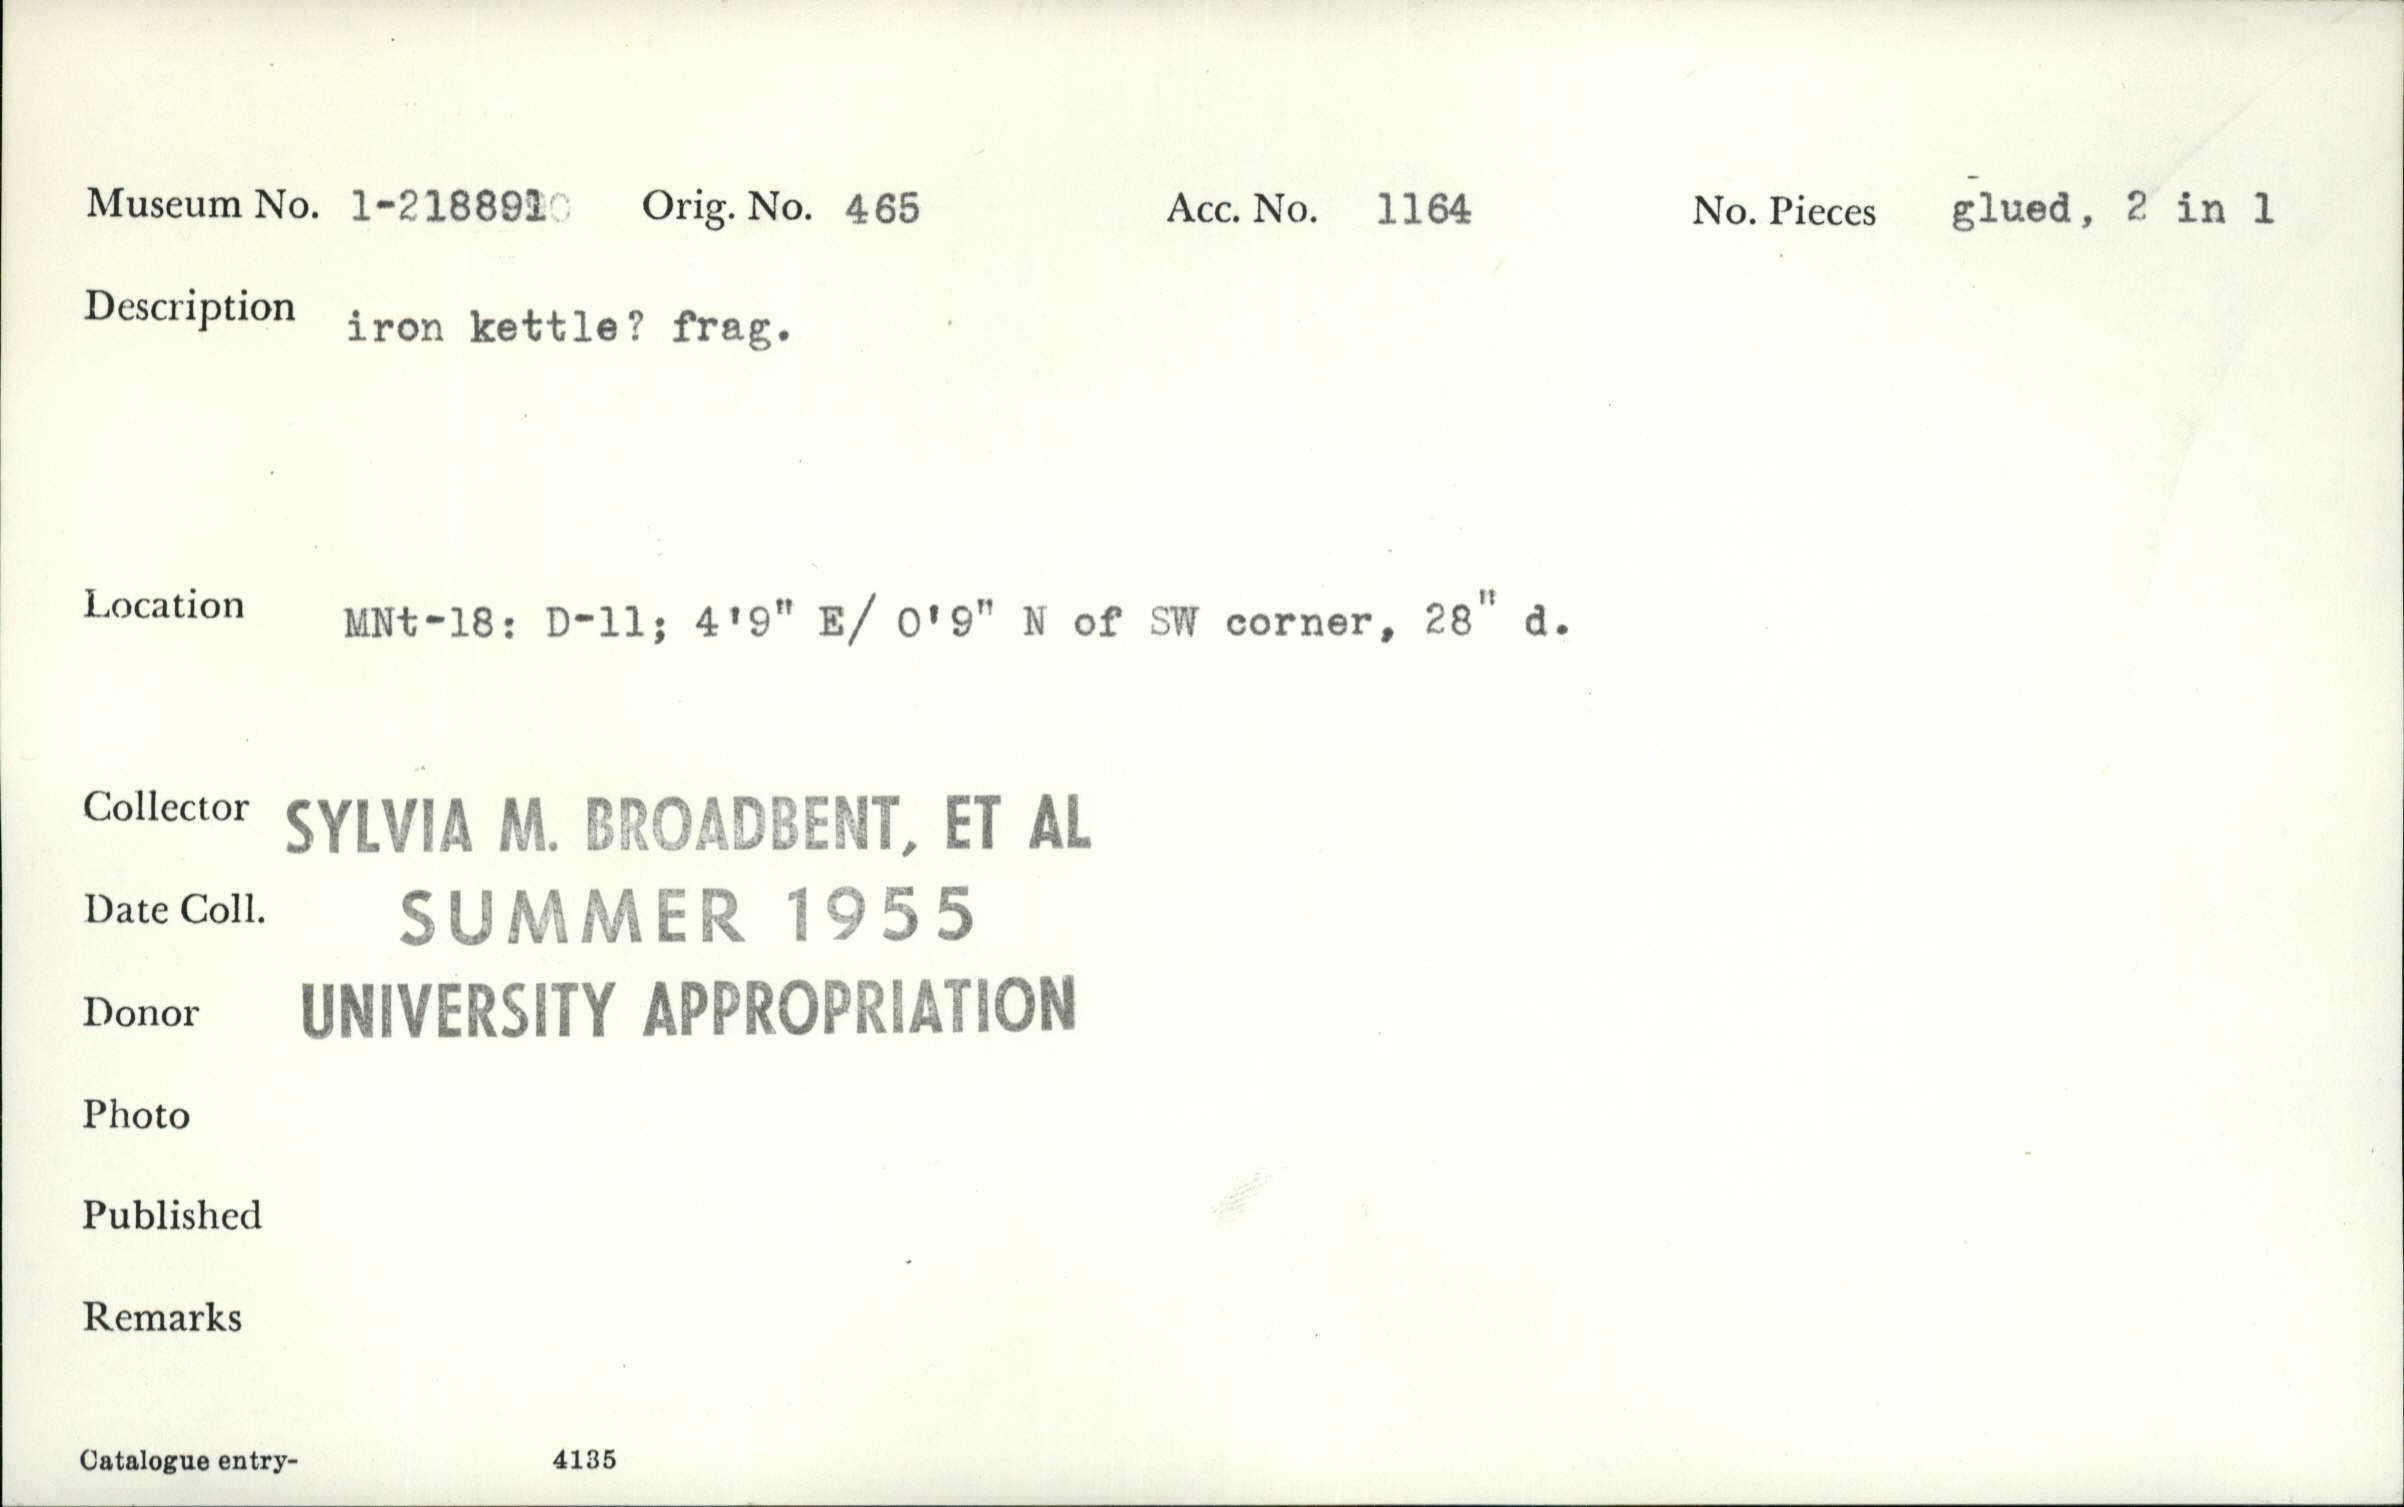 Museum No. 1-218891 Orig. No. 465 Acc. No. 1164 No. Pieces glued, 2 in 1
Description iron kettle? frag.
Location MNt-18: D-11; 4'9" E/ 0'9" N of SW corner, 28" d.
Collector SYLVIA M. BROADBENT, ET AL
Date Coll. SUMMER 1955
Donor UNIVERSITY APPROPRIATION
Photo
Published
Remarks
Catalogue entry- 4135